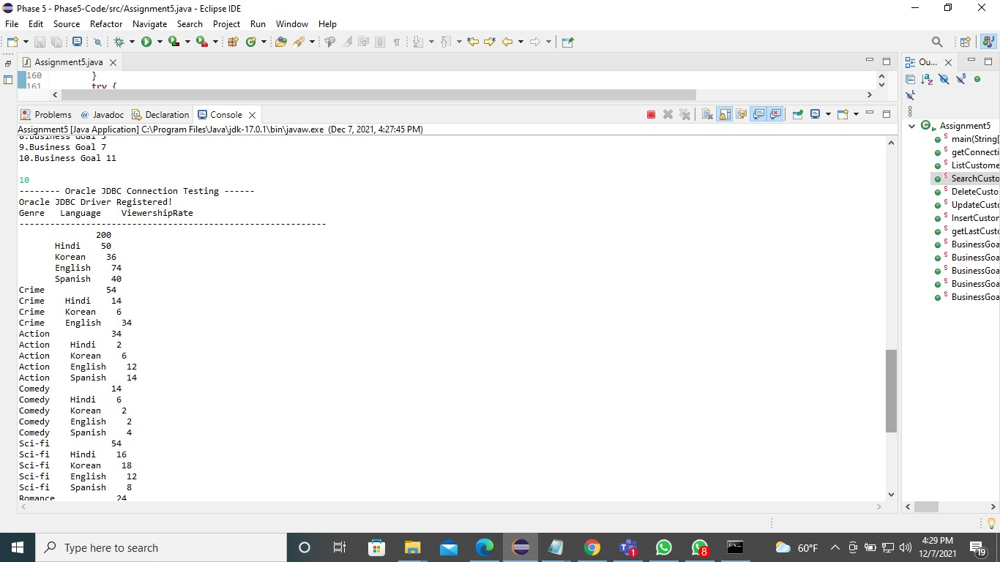 Phase 5 - Phase5-Code/src/Assignment5.java - Eclipse IDE
File Edit Source Refactor Navigate Search Project Run Window Help
Assignment5.java
160 }
161 try {
Problems @ Javadoc Declaration Console
Assignment5 [Java Application] C:\Program Files\Java\jdk-17.0.1\bin\javaw.exe (Dec 7, 2021, 4:27:45 PM)
8.Business Goal 5
9.Business Goal 7
10.Business Goal 11
10
-------- Oracle JDBC Connection Testing ------
Oracle JDBC Driver Registered!
Genre Language ViewershipRate
------------------------------------------------------------
200
Hindi 50
Korean 36
English 74
Spanish 40
Crime 54
Crime Hindi 14
Crime Korean 6
Crime English 34
Action 34
Action Hindi 2
Action Korean 6
Action English 12
Action Spanish 14
Comedy 14
Comedy Hindi 6
Comedy Korean 2
Comedy English 2
Comedy Spanish 4
Sci-fi 54
Sci-fi Hindi 16
Sci-fi Korean 18
Sci-fi English 12
Sci-fi Spanish 8
Romance 24
Ou...
Assignment5
main(String[
getConnecti
ListCustome
SearchCusto
DeleteCusto
UpdateCusto
InsertCustor
getLastCusto
BusinessGoa
BusinessGoa
BusinessGoa
BusinessGoa
BusinessGoa
Type here to search
1
8
60°F
4:29 PM
12/7/2021
19